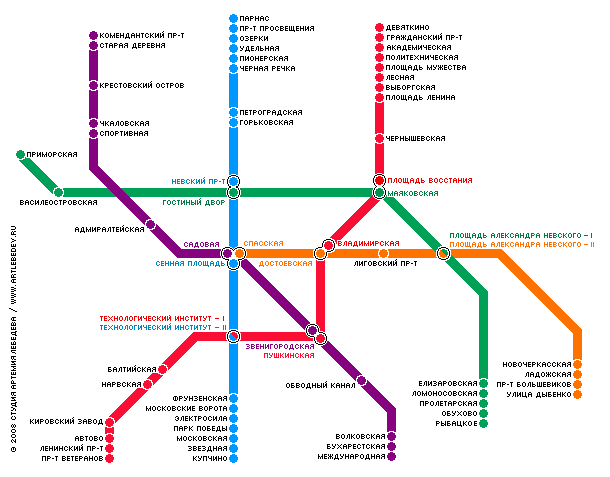 ПАРНАС
ПР-Т ПРОСВЕЩЕНИЯ
ОЗЕРКИ
УДЕЛЬНАЯ
ПИОНЕРСКАЯ
ЧЕРНАЯ РЕЧКА
ПЕТРОГРАДСКАЯ
ГОРЬКОВСКАЯ
КОМЕНДАНТСКИЙ ПР-Т
СТАРАЯ ДЕРЕВНЯ
КРЕСТОВСКИЙ ОСТРОВ
ЧКАЛОВСКАЯ
СПОРТИВНАЯ
ДЕВЯТКИНО
ГРАЖДАНСКИЙ ПР-Т
АКАДЕМИЧЕСКАЯ
ПОЛИТЕХНИЧЕСКАЯ
ПЛОЩАДЬ МУЖЕСТВА
ЛЕСНАЯ
ВЫБОРГСКАЯ
ПЛОЩАДЬ ЛЕНИНА
ЧЕРНЫШЕВСКАЯ
ПРИМОРСКАЯ
ВАСИЛЕОСТРОВСКАЯ
НЕВСКИЙ ПР-Т
ГОСТИНЫЙ ДВОР
ПЛОЩАДЬ ВОССТАНИЯ
МАЯКОВСКАЯ
АДМИРАЛТЕЙСКАЯ
САДОВАЯ
СПАССКАЯ
СЕННАЯ ПЛОЩАДЬ
ВЛАДИМИРСКАЯ
ДОСТОЕВСКАЯ
ЛИГОВСКИЙ ПР-Т
ПЛОЩАДЬ АЛЕКСАНДРА НЕВСКОГО – I
ПЛОЩАДЬ АЛЕКСАНДРА НЕВСКОГО – II
ТЕХНОЛОГИЧЕСКИЙ ИНСТИТУТ – I
ТЕХНОЛОГИЧЕСКИЙ ИНСТИТУТ – II
ЗВЕНИГОРОДСКАЯ
ПУШКИНСКАЯ
БАЛТИЙСКАЯ
НАРВСКАЯ
КИРОВСКИЙ ЗАВОД
АВТОВО
ЛЕНИНСКИЙ ПР-Т
ПР-Т ВЕТЕРАНОВ
ФРУНЗЕНСКАЯ
МОСКОВСКИЕ ВОРОТА
ЭЛЕКТРОСИЛА
ПАРК ПОБЕДЫ
МОСКОВСКАЯ
ЗВЕЗДНАЯ
КУПЧИНО
ОБВОДНЫЙ КАНАЛ
ВОЛКОВСКАЯ
БУХАРЕСТСКАЯ
МЕЖДУНАРОДНАЯ
ЕЛИЗАРОВСКАЯ
ЛОМОНОСОВСКАЯ
ПРОЛЕТАРСКАЯ
ОБУХОВО
РЫБАЦКОЕ
НОВОЧЕРКАССКАЯ
ЛАДОЖСКАЯ
ПР-Т БОЛЬШЕВИКОВ
УЛИЦА ДЫБЕНКО
© 2008 СТУДИЯ АРТЕМИЯ ЛЕБЕДЕВА / WWW.ARTLEBEDEV.RU